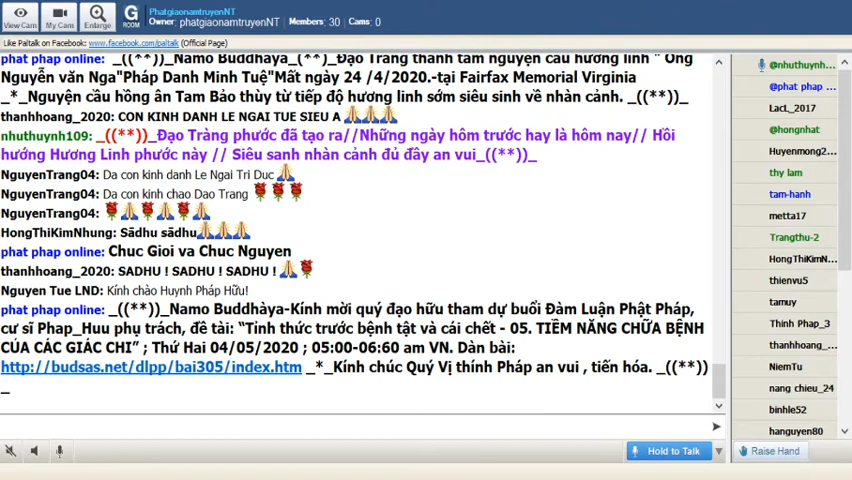 View Cam
My Cam
Enlarge
G
ROOM
PhatgiaonamtruyenNT
Owner: phatgiaonamtruyenNT Members: 30 Cams: 0
Like Paltalk on Facebook: www.facebook.com/paltalk (Official Page)
phat phap online: _((**))_Namo Buddhàya_(**)_Đạo Tràng thành tâm nguyện cầu hương linh " Ông
Nguyễn văn Nga"Pháp Danh Minh Tuệ"Mất ngày 24 /4/2020.-tại Fairfax Memorial Virginia
_*_Nguyện cầu hồng ân Tam Bảo thùy từ tiếp độ hương linh sớm siêu sinh về nhàn cảnh. _((**))_
thanhhoang_2020: CON KINH DANH LE NGAI TUE SIEU A 🙏🙏🙏
nhuthuynh109: _((**))_Đạo Tràng phước đã tạo ra//Những ngày hôm trước hay là hôm nay// Hồi
hướng Hương Linh phước này // Siêu sanh nhàn cảnh đủ đầy an vui_((**))_
NguyenTrang04: Da con kinh danh Le Ngai Tri Duc 🙏
NguyenTrang04: Da con kinh chao Dao Trang 🌹🌹🌹
NguyenTrang04: 🌹🙏🌹🙏🌹🙏
HongThiKimNhung: Sādhu sādhu🙏🙏🙏
phat phap online: Chuc Gioi va Chuc Nguyen
thanhhoang_2020: SADHU ! SADHU ! SADHU ! 🙏🌹
Nguyen Tue LND: Kính chào Huynh Pháp Hữu!
phat phap online: _((**))_Namo Buddhàya-Kính mời quý đạo hữu tham dự buổi Đàm Luận Phật Pháp,
cư sĩ Phap_Huu phụ trách, đề tài: “Tỉnh thức trước bệnh tật và cái chết - 05. TIỀM NĂNG CHỮA BỆNH
CỦA CÁC GIÁC CHI” ; Thứ Hai 04/05/2020 ; 05:00-06:60 am VN. Dàn bài:
http://budsas.net/dlpp/bai305/index.htm _*_Kính chúc Quý Vị thính Pháp an vui , tiến hóa. _((**))
_
@nhuthuynh...
@phat phap ...
LacL_2017
@hongnhat
Huyenmong2...
thy lam
tam-hanh
metta17
Trangthu-2
HongThiKimN...
thienvu5
tamuy
Thinh Phap_3
thanhhoang_...
NiemTu
nang chieu_24
binhle52
hanguyen80
Hold to Talk
Raise Hand